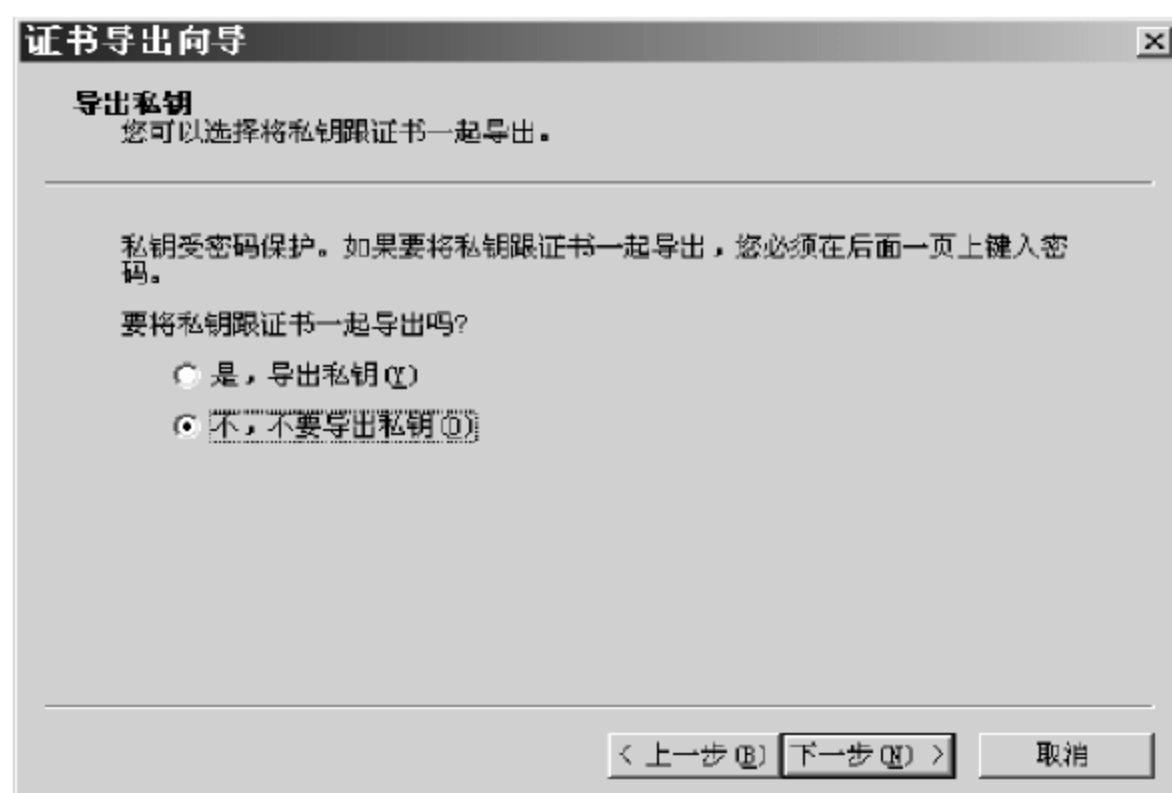 证书导出向导
导出私钥
您可以选择将私钥跟证书一起导出。
私钥受密码保护。如果要将私钥跟证书一起导出，您必须在后面一页上键入密
码。
要将私钥跟证书一起导出吗?
是，导出私钥(Y)
不，不要导出私钥(O)
< 上一步(B) 下一步(N) > 取消